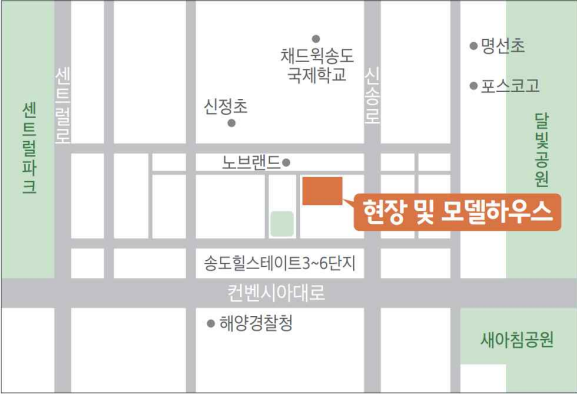 채드윅송도
국제학교
명선초
포스코고
센트럴로
신송로
센트럴파크
신정초
달빛공원
노브랜드
현장 및 모델하우스
송도힐스테이트3~6단지
컨벤시아대로
해양경찰청
새아침공원